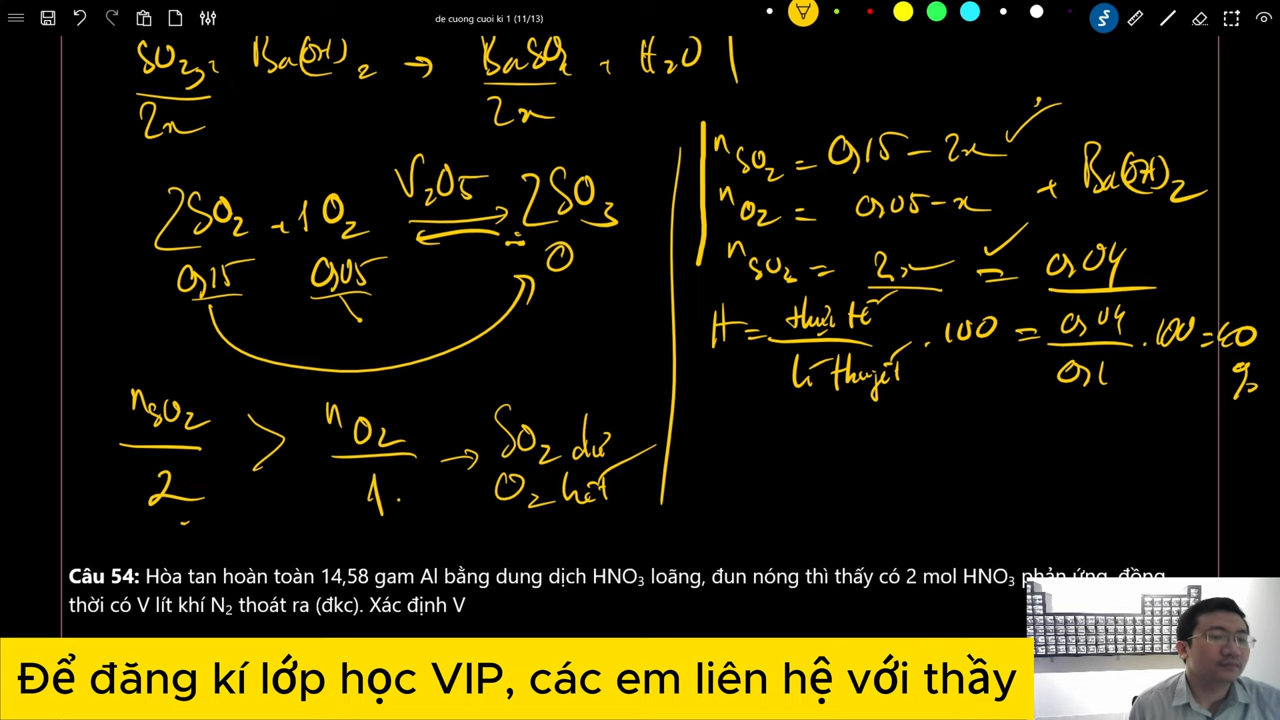 de cuong cuoi ki 1 (11/13)
SO₃ + Ba(OH)₂ → BaSO₄ + H₂O
2x 2x
2SO₂ + 1O₂ ⇌ 2SO₃
V₂O₅
0,15 0,05 0
nSO₂/2 > nO₂/1 → SO₂ dư
O₂ hết
nSO₂ = 0,15 - 2x
nO₂ = 0,05 - x + Ba(OH)₂
nSO₃ = 2x = 0,04
H = thực tế/lí thuyết . 100 = 0,04/0,1 . 100 = 40%
Câu 54: Hòa tan hoàn toàn 14,58 gam Al bằng dung dịch HNO₃ loãng, đun nóng thì thấy có 2 mol HNO₃ phản ứng, đồng
thời có V lít khí N₂ thoát ra (đkc). Xác định V
Để đăng kí lớp học VIP, các em liên hệ với thầy